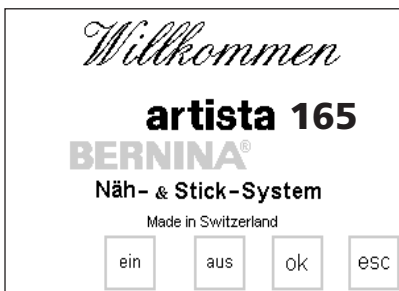 Willkommen
artista 165
BERNINA®
Näh- & Stick-System
Made in Switzerland
ein aus ok esc